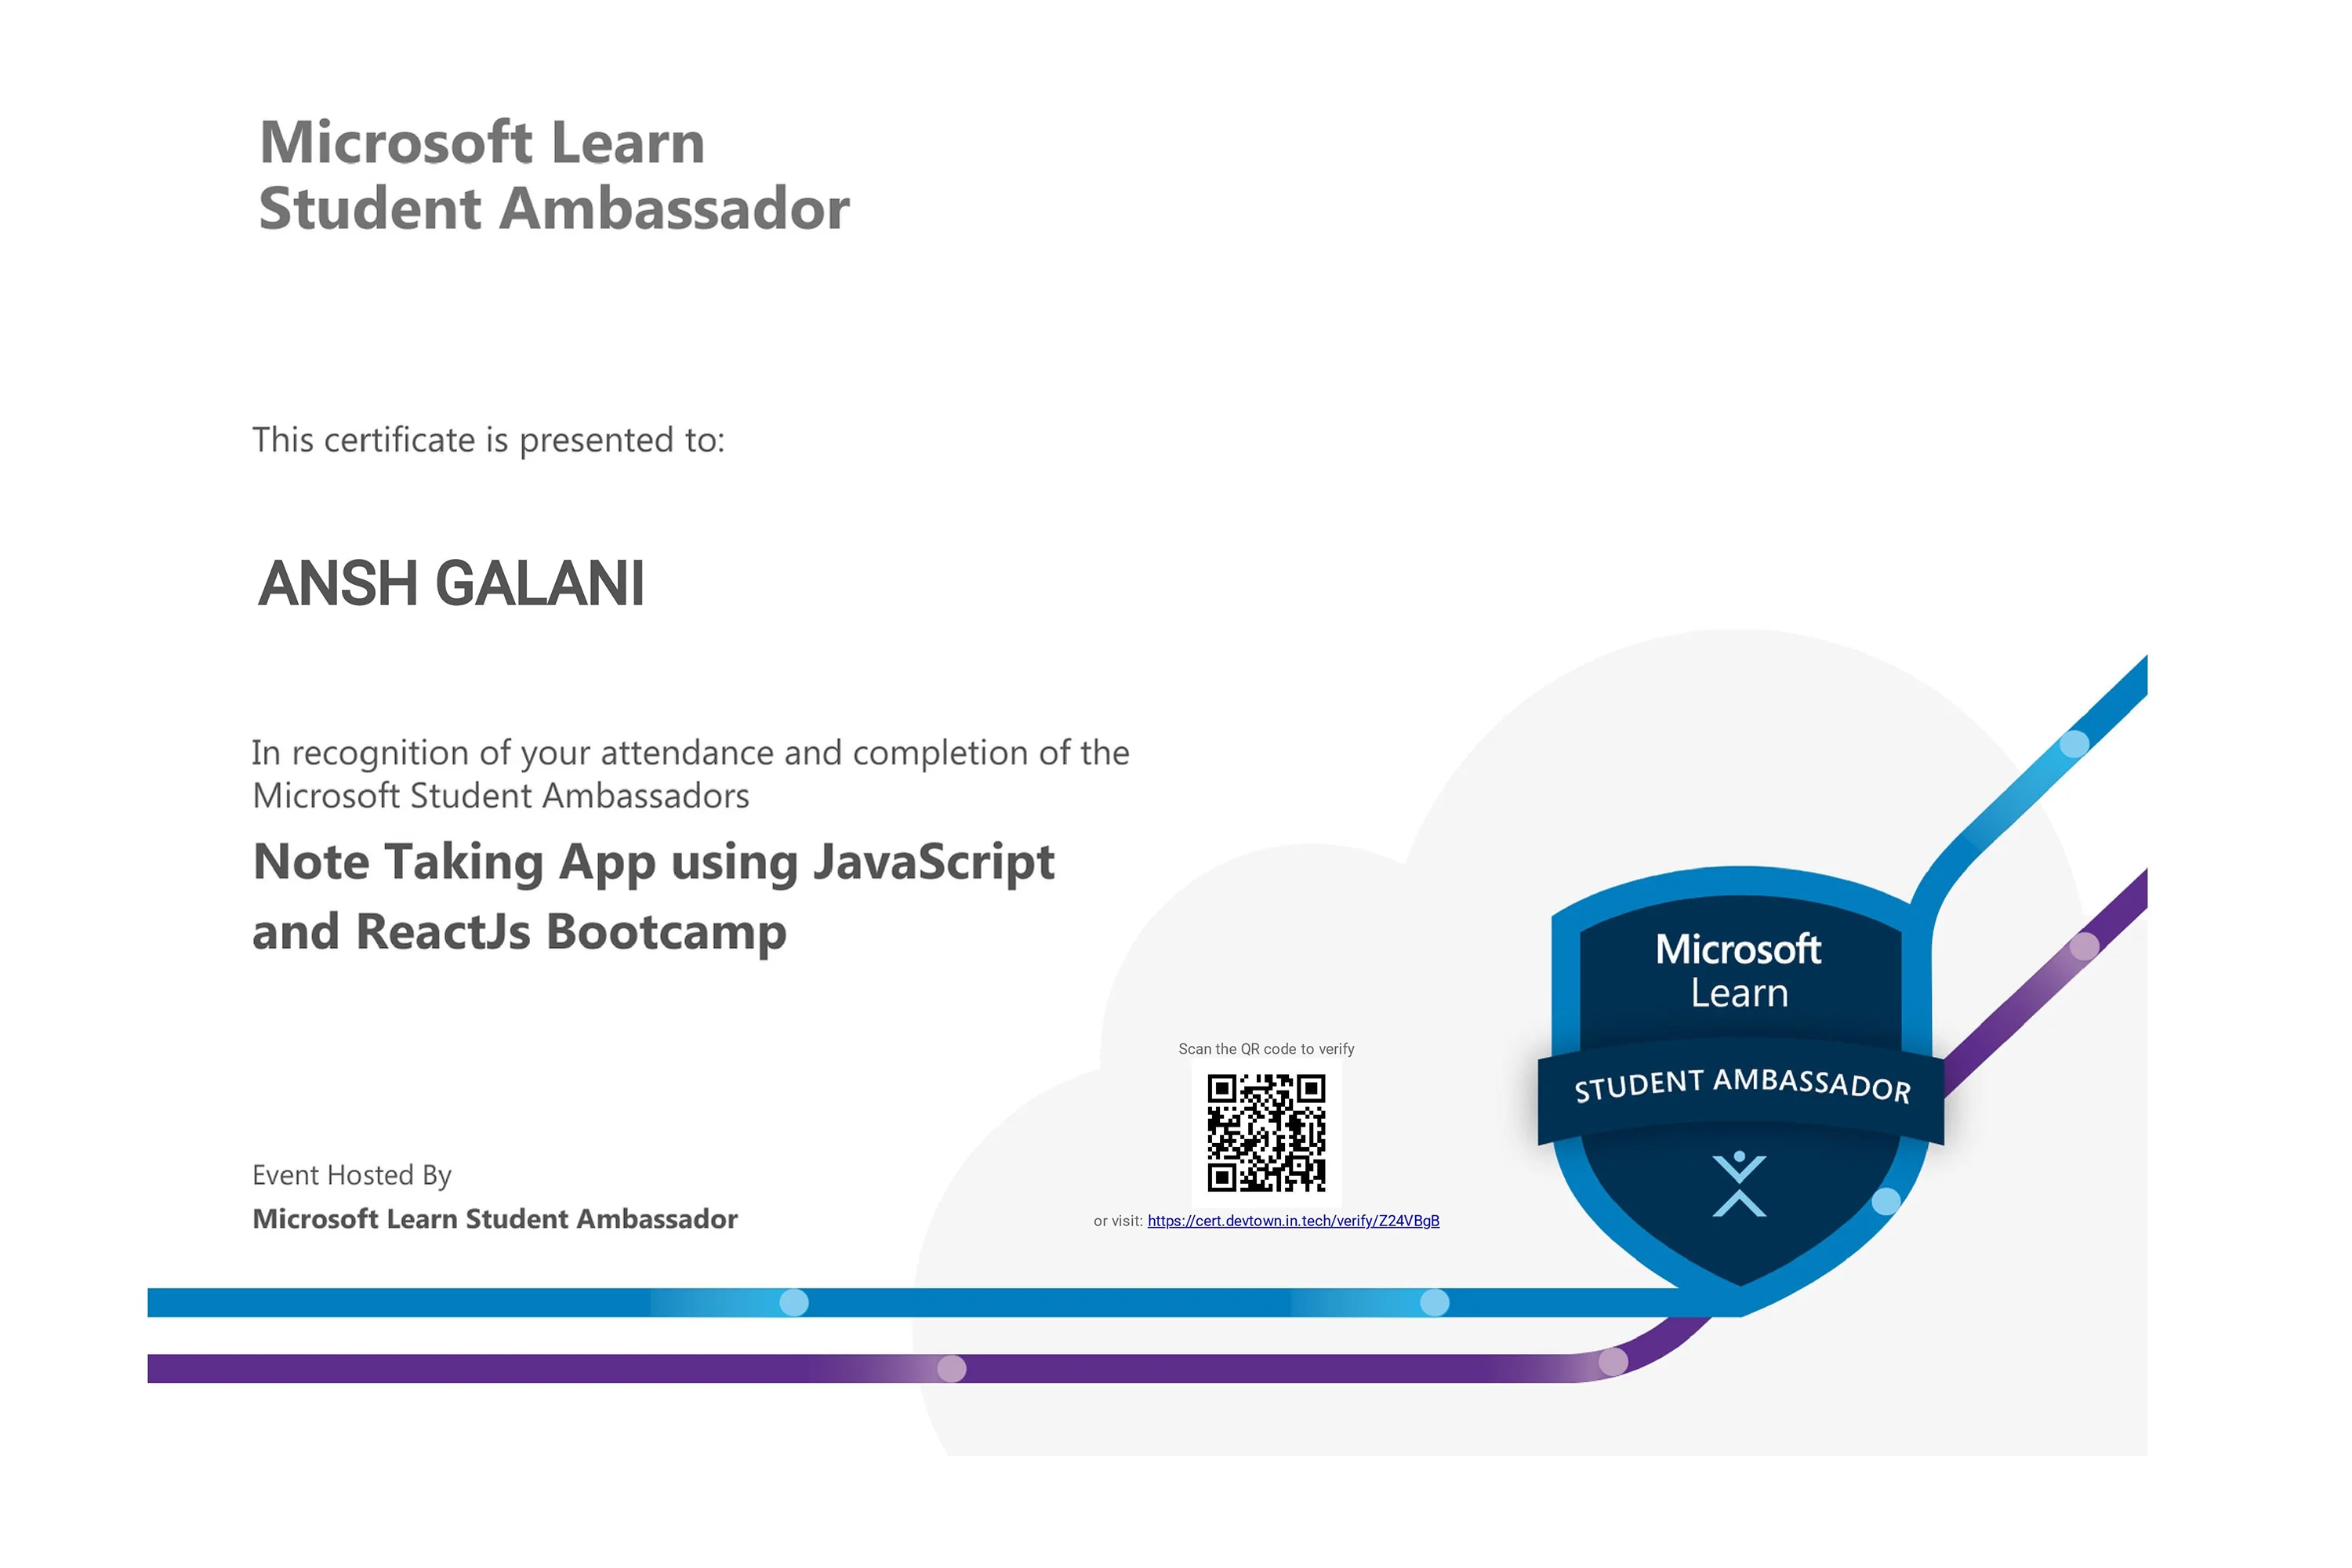 Microsoft Learn
Student Ambassador
This certificate is presented to:
ANSH GALANI
In recognition of your attendance and completion of the
Microsoft Student Ambassadors
Note Taking App using JavaScript
and ReactJs Bootcamp
Scan the QR code to verify
or visit: https://cert.devtown.in.tech/verify/Z24VBgB
Event Hosted By
Microsoft Learn Student Ambassador
Microsoft
Learn
STUDENT AMBASSADOR